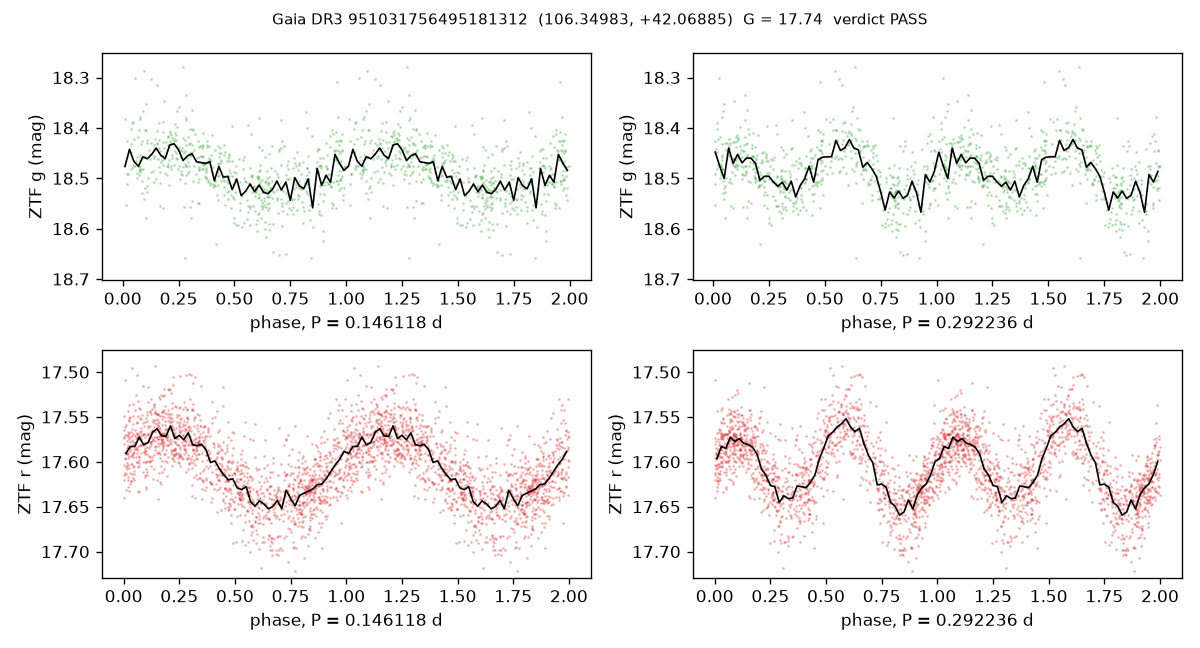 Gaia DR3 951031756495181312 (106.34983, +42.06885) G = 17.74 verdict PASS
ZTF g (mag)
18.3
18.4
18.5
18.6
18.7
0.00 0.25 0.50 0.75 1.00 1.25 1.50 1.75 2.00
phase, P = 0.146118 d
ZTF g (mag)
18.3
18.4
18.5
18.6
18.7
0.00 0.25 0.50 0.75 1.00 1.25 1.50 1.75 2.00
phase, P = 0.292236 d
ZTF r (mag)
17.50
17.55
17.60
17.65
17.70
0.00 0.25 0.50 0.75 1.00 1.25 1.50 1.75 2.00
phase, P = 0.146118 d
ZTF r (mag)
17.50
17.55
17.60
17.65
17.70
0.00 0.25 0.50 0.75 1.00 1.25 1.50 1.75 2.00
phase, P = 0.292236 d